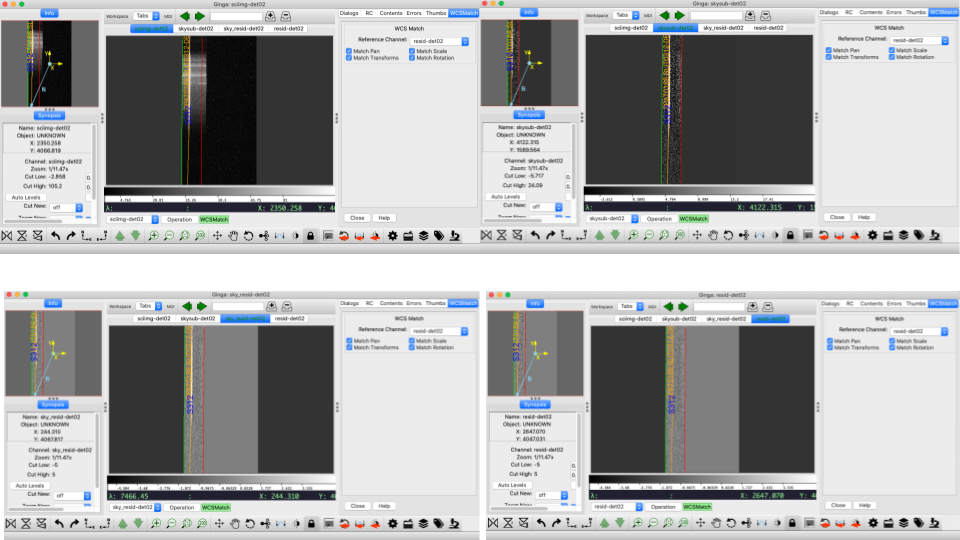 Ginga: sciimg-det02
Info
Workspace Tabs MDI
sciimg-det02 skysub-det02 sky_resid-det02 resid-det02
Dialogs RC Contents Errors Thumbs WCSMatch
WCS Match
Reference Channel: resid-det02
Match Pan Match Scale
Match Transforms Match Rotation
Synopsis
Name: sciimg-det02
Object: UNKNOWN
X: 2350.258
Y: 4066.819
Channel: sciimg-det02
Zoom: 1/11.47x
Cut Low: -2.858
Cut High: 105.2
Auto Levels
Cut New: off
λ: X: 2350.258 Y: 4
sciimg-det02 Operation WCSMatch
Close Help
Ginga: skysub-det02
Info
Workspace Tabs MDI
sciimg-det02 skysub-det02 sky_resid-det02 resid-det02
Dialogs RC Contents Errors Thumbs WCSMatch
WCS Match
Reference Channel: resid-det02
Match Pan Match Scale
Match Transforms Match Rotation
Synopsis
Name: skysub-det02
Object: UNKNOWN
X: 4122.315
Y: 1589.564
Channel: skysub-det02
Zoom: 1/11.47x
Cut Low: -5.717
Cut High: 24.09
Auto Levels
Cut New: off
λ: X: 4122.315
skysub-det02 Operation WCSMatch
Close Help
Ginga: sky_resid-det02
Info
Workspace Tabs MDI
sciimg-det02 skysub-det02 sky_resid-det02 resid-det02
Dialogs RC Contents Errors Thumbs WCSMatch
WCS Match
Reference Channel: resid-det02
Match Pan Match Scale
Match Transforms Match Rotation
S312
Synopsis
Name: sky_resid-det02
Object: UNKNOWN
X: 244.310
Y: 4067.617
Channel: sky_resid-det02
Zoom: 1/11.47x
Cut Low: -5
Cut High: 5
Auto Levels
Cut New: off
λ: 7466.45 X: 244.310 Y: 4
sky_resid-det02 Operation WCSMatch
Close Help
Ginga: resid-det02
Info
Workspace Tabs MDI
sciimg-det02 skysub-det02 sky_resid-det02 resid-det02
Dialogs RC Contents Errors Thumbs WCSMatch
WCS Match
Reference Channel: resid-det02
Match Pan Match Scale
Match Transforms Match Rotation
S312
Synopsis
Name: resid-det02
Object: UNKNOWN
X: 2647.070
Y: 4047.031
Channel: resid-det02
Zoom: 1/11.47x
Cut Low: -5
Cut High: 5
Auto Levels
Cut New: off
λ: X: 2647.070 Y: 4
resid-det02 Operation WCSMatch
Close Help